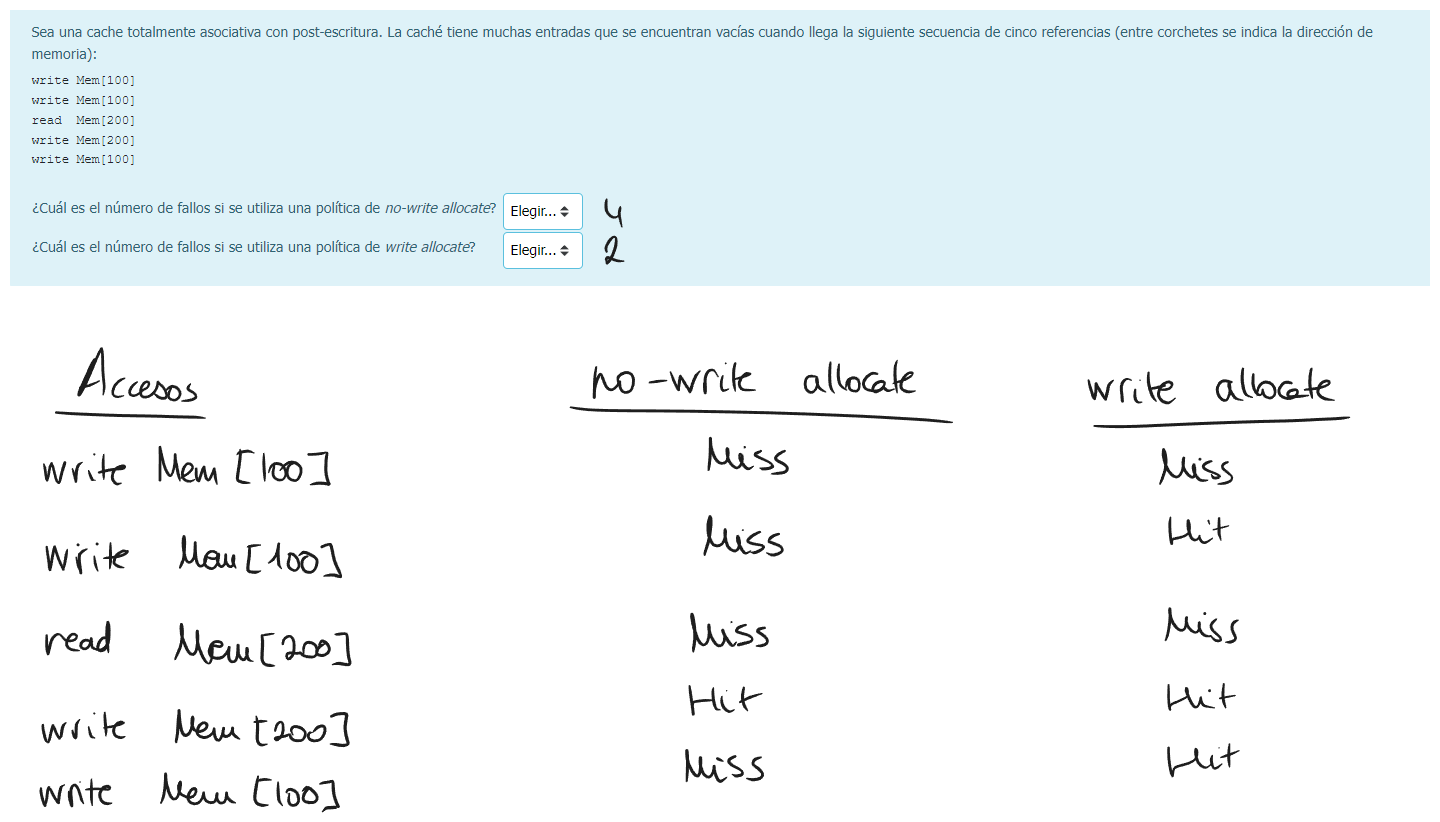 Sea una cache totalmente asociativa con post-escritura. La caché tiene muchas entradas que se encuentran vacías cuando llega la siguiente secuencia de cinco referencias (entre corchetes se indica la dirección de
memoria):
write Mem[100]
write Mem[100]
read Mem[200]
write Mem[200]
write Mem[100]
¿Cuál es el número de fallos si se utiliza una política de no-write allocate? Elegir... 4
¿Cuál es el número de fallos si se utiliza una política de write allocate? Elegir... 2
Accesos no-write allocate write allocate
write Mem [100] Miss Miss
write Mem [100] Miss Hit
read Mem [200] Miss Miss
write Mem [200] Hit Hit
write Mem [100] Miss Hit